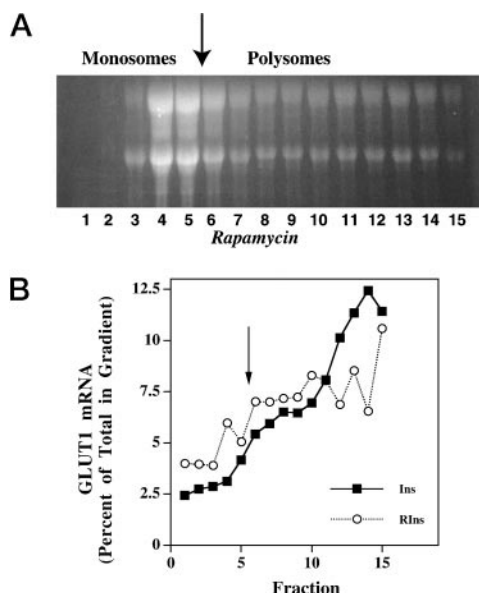 A
Monosomes Polysomes
1 2 3 4 5 6 7 8 9 10 11 12 13 14 15
Rapamycin
B
GLUT1 mRNA
(Percent of Total in Gradient)
12.5
10
7.5
5
2.5
0
Ins
RIns
0 5 10 15
Fraction